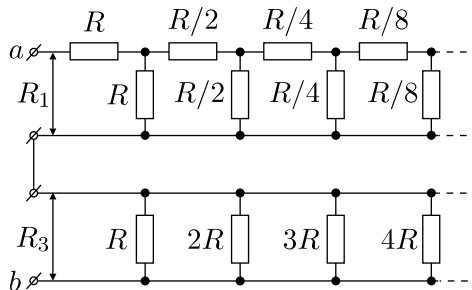 R R/2 R/4 R/8
a
R₁ R R/2 R/4 R/8
R₃ R 2R 3R 4R
b